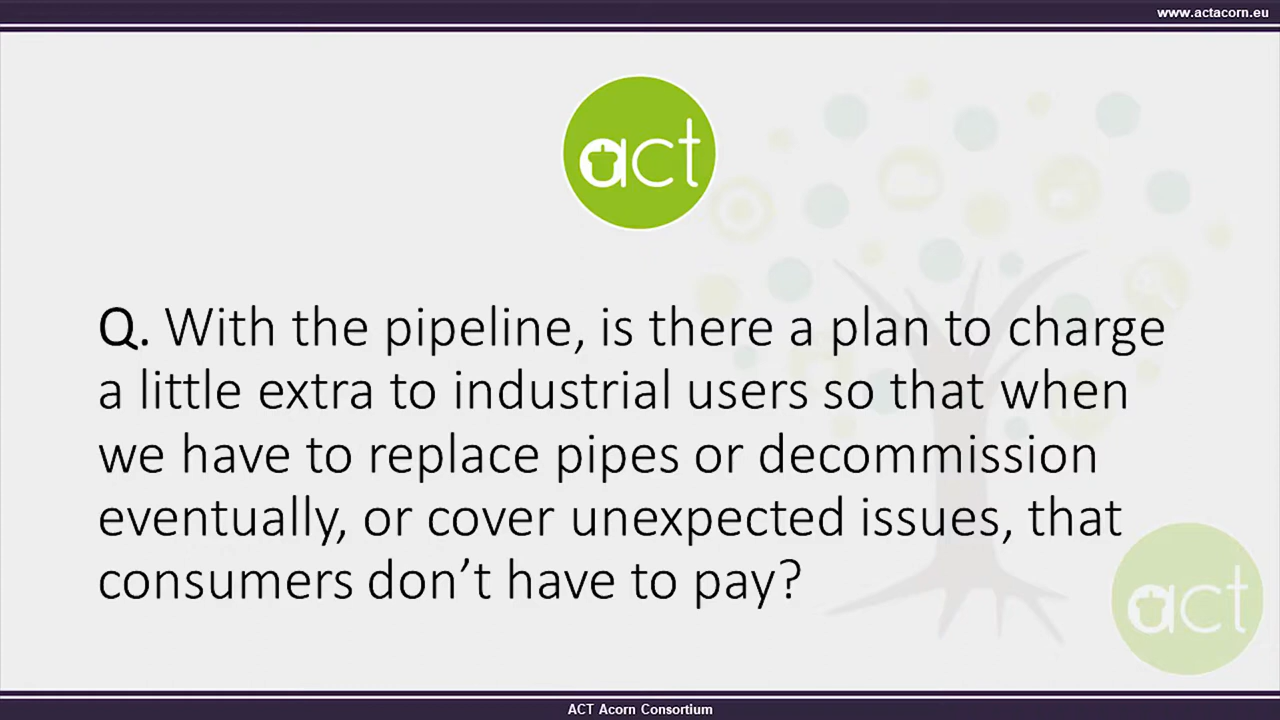 www.actacorn.eu
act
Q. With the pipeline, is there a plan to charge
a little extra to industrial users so that when
we have to replace pipes or decommission
eventually, or cover unexpected issues, that
consumers don’t have to pay?
act
ACT Acorn Consortium